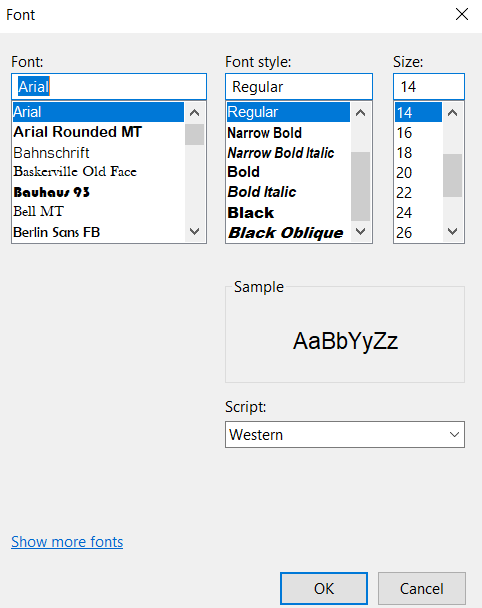 Font
Font:
Arial
Arial
Arial Rounded MT
Bahnschrift
Baskerville Old Face
Bauhaus 93
Bell MT
Berlin Sans FB
Font style:
Regular
Regular
Narrow Bold
Narrow Bold Italic
Bold
Bold Italic
Black
Black Oblique
Size:
14
14
16
18
20
22
24
26
Sample
AaBbYyZz
Script:
Western
Show more fonts
OK
Cancel